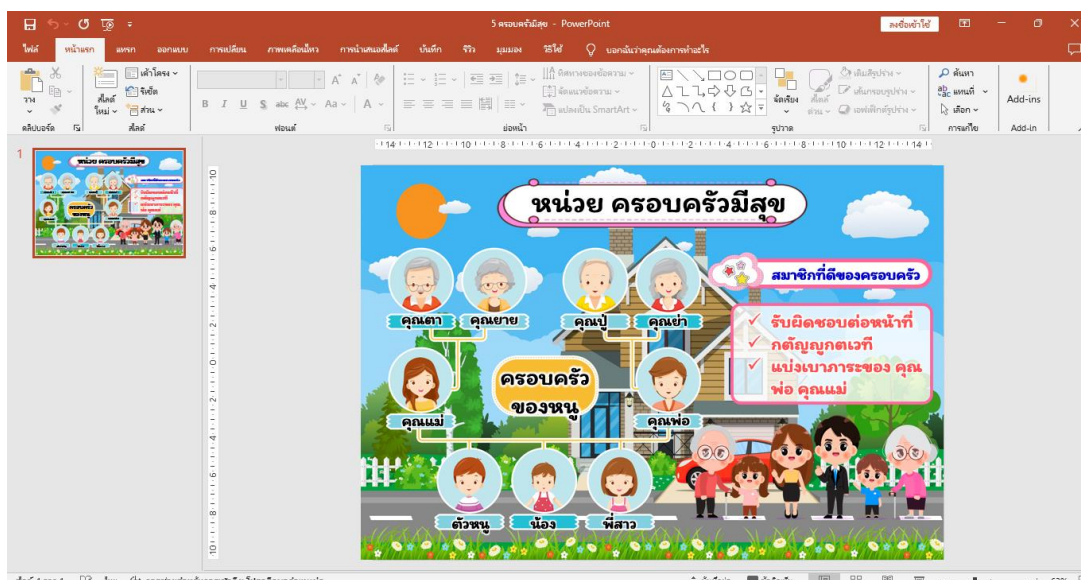 5 ครอบครัวมีสุข - PowerPoint
ลงชื่อเข้าใช้
ไฟล์ หน้าแรก แทรก ออกแบบ การเปลี่ยน ภาพเคลื่อนไหว การนำเสนอสไลด์ บันทึก รีวิว มุมมอง วิธีใช้ บอกฉันว่าคุณต้องการทำอะไร
วาง
สไลด์ใหม่
เค้าโครง
รีเซ็ต
ส่วน
B I U S abc AV Aa A
ทิศทางของข้อความ
จัดแนวข้อความ
แปลงเป็น SmartArt
จัดเรียง
สไตล์ด่วน
เติมสีรูปร่าง
เส้นกรอบรูปร่าง
เอฟเฟ็กต์รูปร่าง
ค้นหา
แทนที่
เลือก
Add-ins
คลิปบอร์ด สไลด์ ฟอนต์ ย่อหน้า รูปวาด การแก้ไข Add-in
1
หน่วย ครอบครัวมีสุข
สมาชิกที่ดีของครอบครัว
คุณตา คุณยาย คุณปู่ คุณย่า
✓ รับผิดชอบต่อหน้าที่
✓ กตัญญูกตเวที
✓ แบ่งเบาภาระของ คุณ
พ่อ คุณแม่
ครอบครัว
ของหนู
คุณแม่ คุณพ่อ
ตัวหนู น้อง พี่สาว